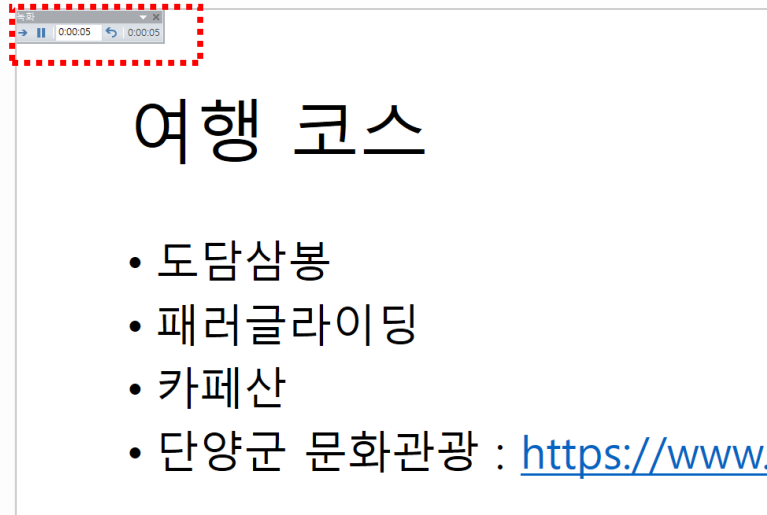 녹화
0:00:05 0:00:05
여행 코스
• 도담삼봉
• 패러글라이딩
• 카페산
• 단양군 문화관광 : https://www.